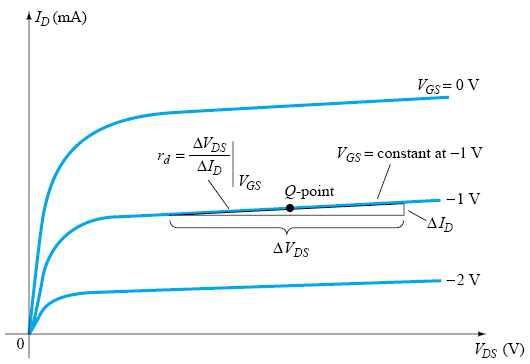 I_D (mA)
V_GS = 0 V
r_d = ΔV_DS / ΔI_D | V_GS
V_GS = constant at −1 V
Q-point
−1 V
ΔI_D
ΔV_DS
−2 V
0
V_DS (V)